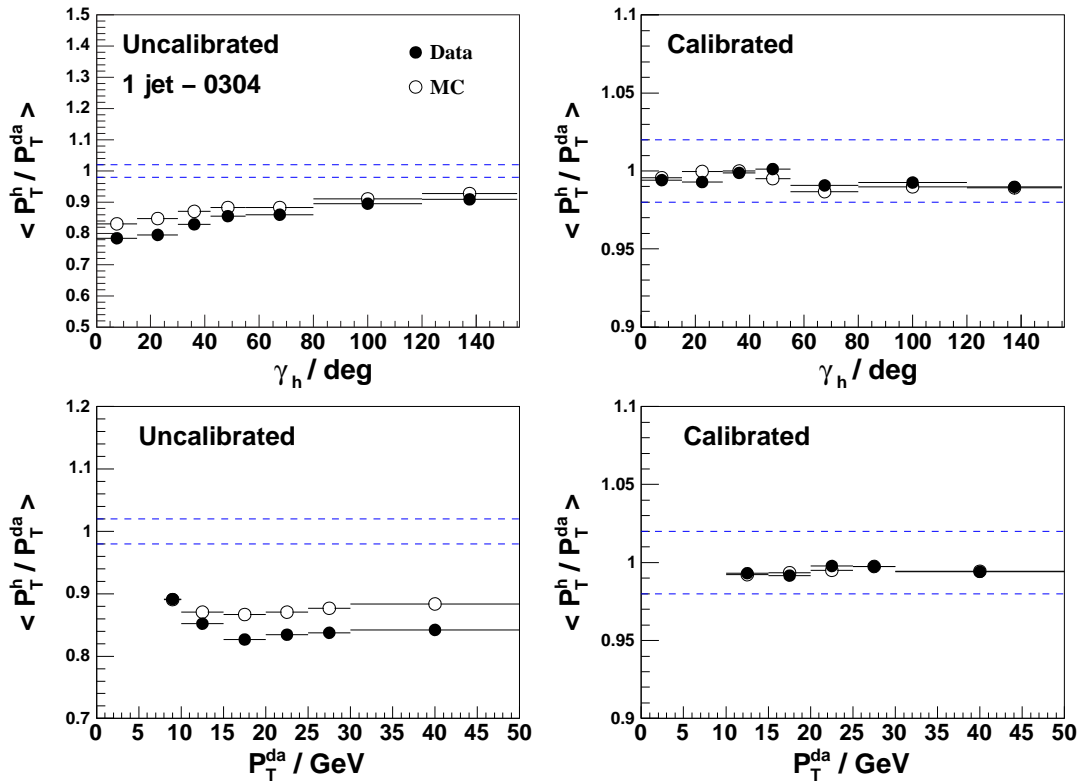 Uncalibrated
1 jet – 0304
Data
MC
< P_T^h / P_T^da >
1.5
1.4
1.3
1.2
1.1
1
0.9
0.8
0.7
0.6
0.5
0 20 40 60 80 100 120 140
γ_h / deg
Calibrated
< P_T^h / P_T^da >
1.1
1.05
1
0.95
0.9
0 20 40 60 80 100 120 140
γ_h / deg
Uncalibrated
< P_T^h / P_T^da >
1.2
1.1
1
0.9
0.8
0.7
0 5 10 15 20 25 30 35 40 45 50
P_T^da / GeV
Calibrated
< P_T^h / P_T^da >
1.1
1.05
1
0.95
0.9
0 5 10 15 20 25 30 35 40 45 50
P_T^da / GeV